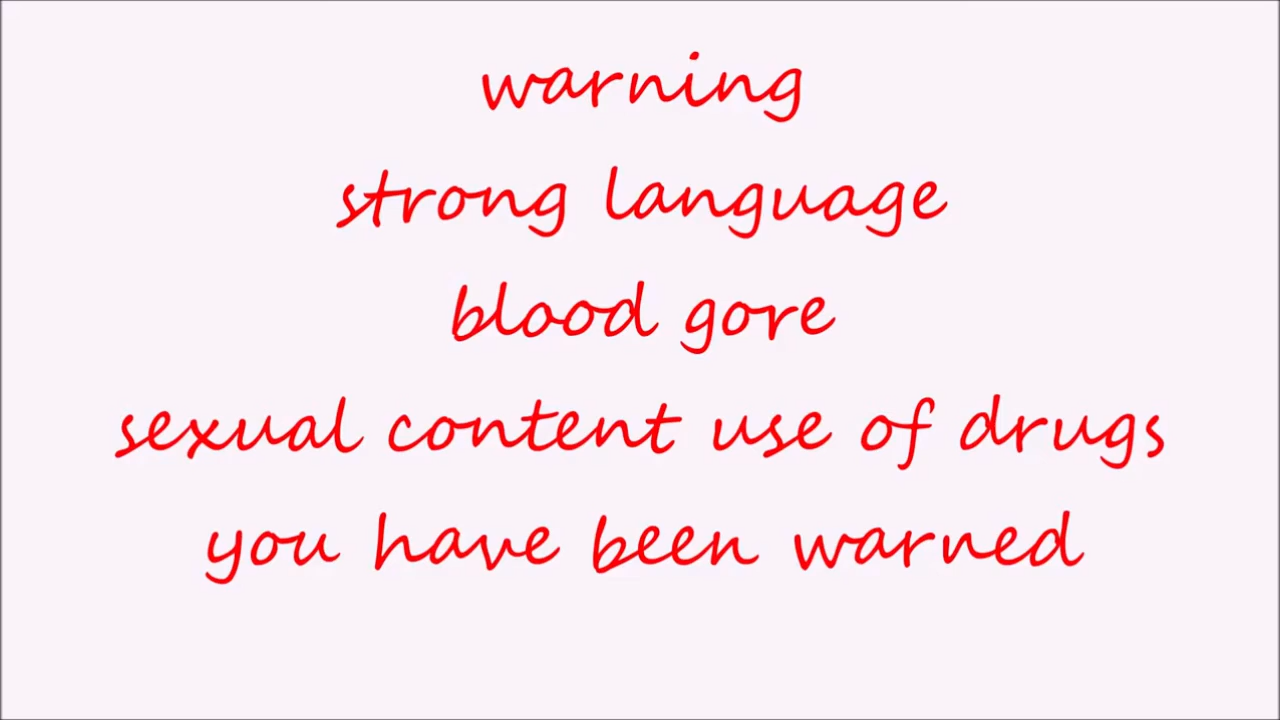 warning
strong language
blood gore
sexual content use of drugs
you have been warned